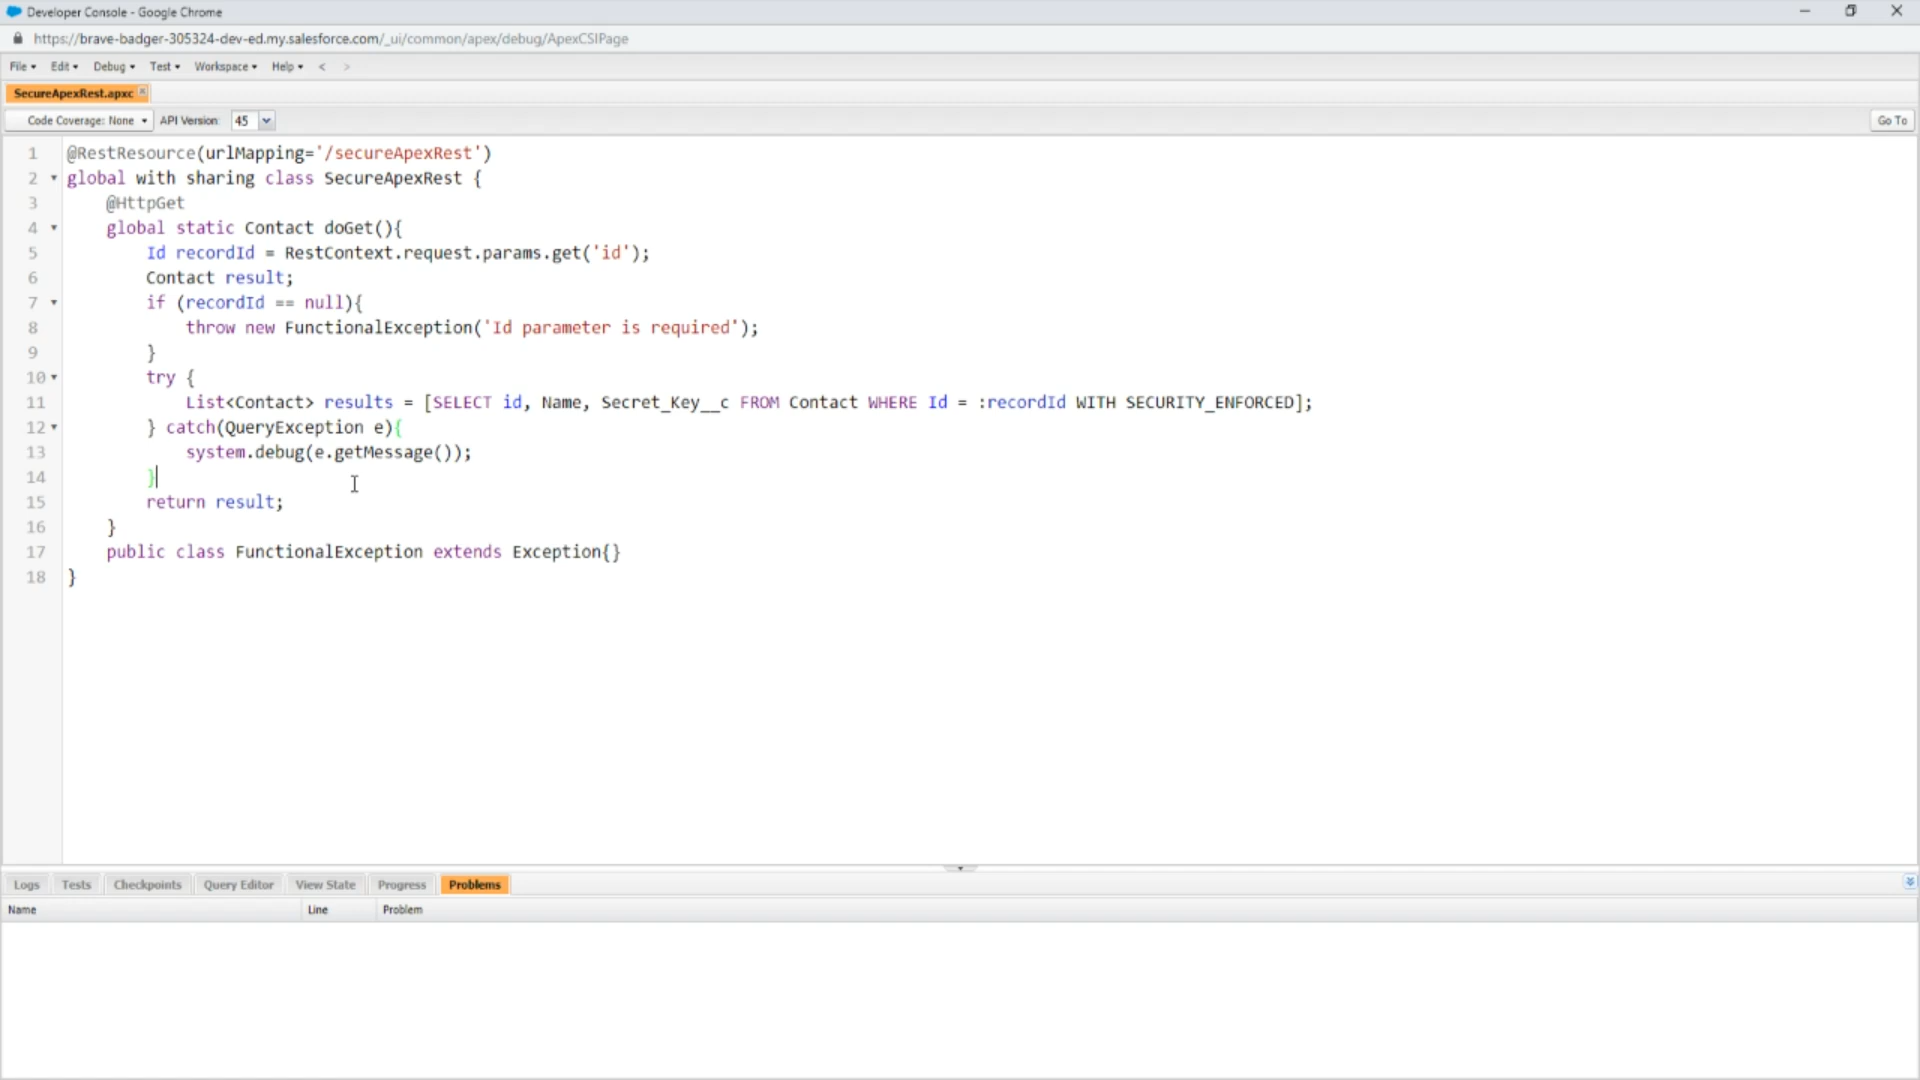 Developer Console - Google Chrome
https://brave-badger-305324-dev-ed.my.salesforce.com/_ui/common/apex/debug/ApexCSIPage
File Edit Debug Test Workspace Help < >
SecureApexRest.apxc
Code Coverage: None API Version: 45 Go To
1 @RestResource(urlMapping='/secureApexRest')
2 global with sharing class SecureApexRest {
3 @HttpGet
4 global static Contact doGet(){
5 Id recordId = RestContext.request.params.get('id');
6 Contact result;
7 if (recordId == null){
8 throw new FunctionalException('Id parameter is required');
9 }
10 try {
11 List<Contact> results = [SELECT id, Name, Secret_Key__c FROM Contact WHERE Id = :recordId WITH SECURITY_ENFORCED];
12 } catch(QueryException e){
13 system.debug(e.getMessage());
14 }
15 return result;
16 }
17 public class FunctionalException extends Exception{}
18 }
Logs Tests Checkpoints Query Editor View State Progress Problems
Name Line Problem